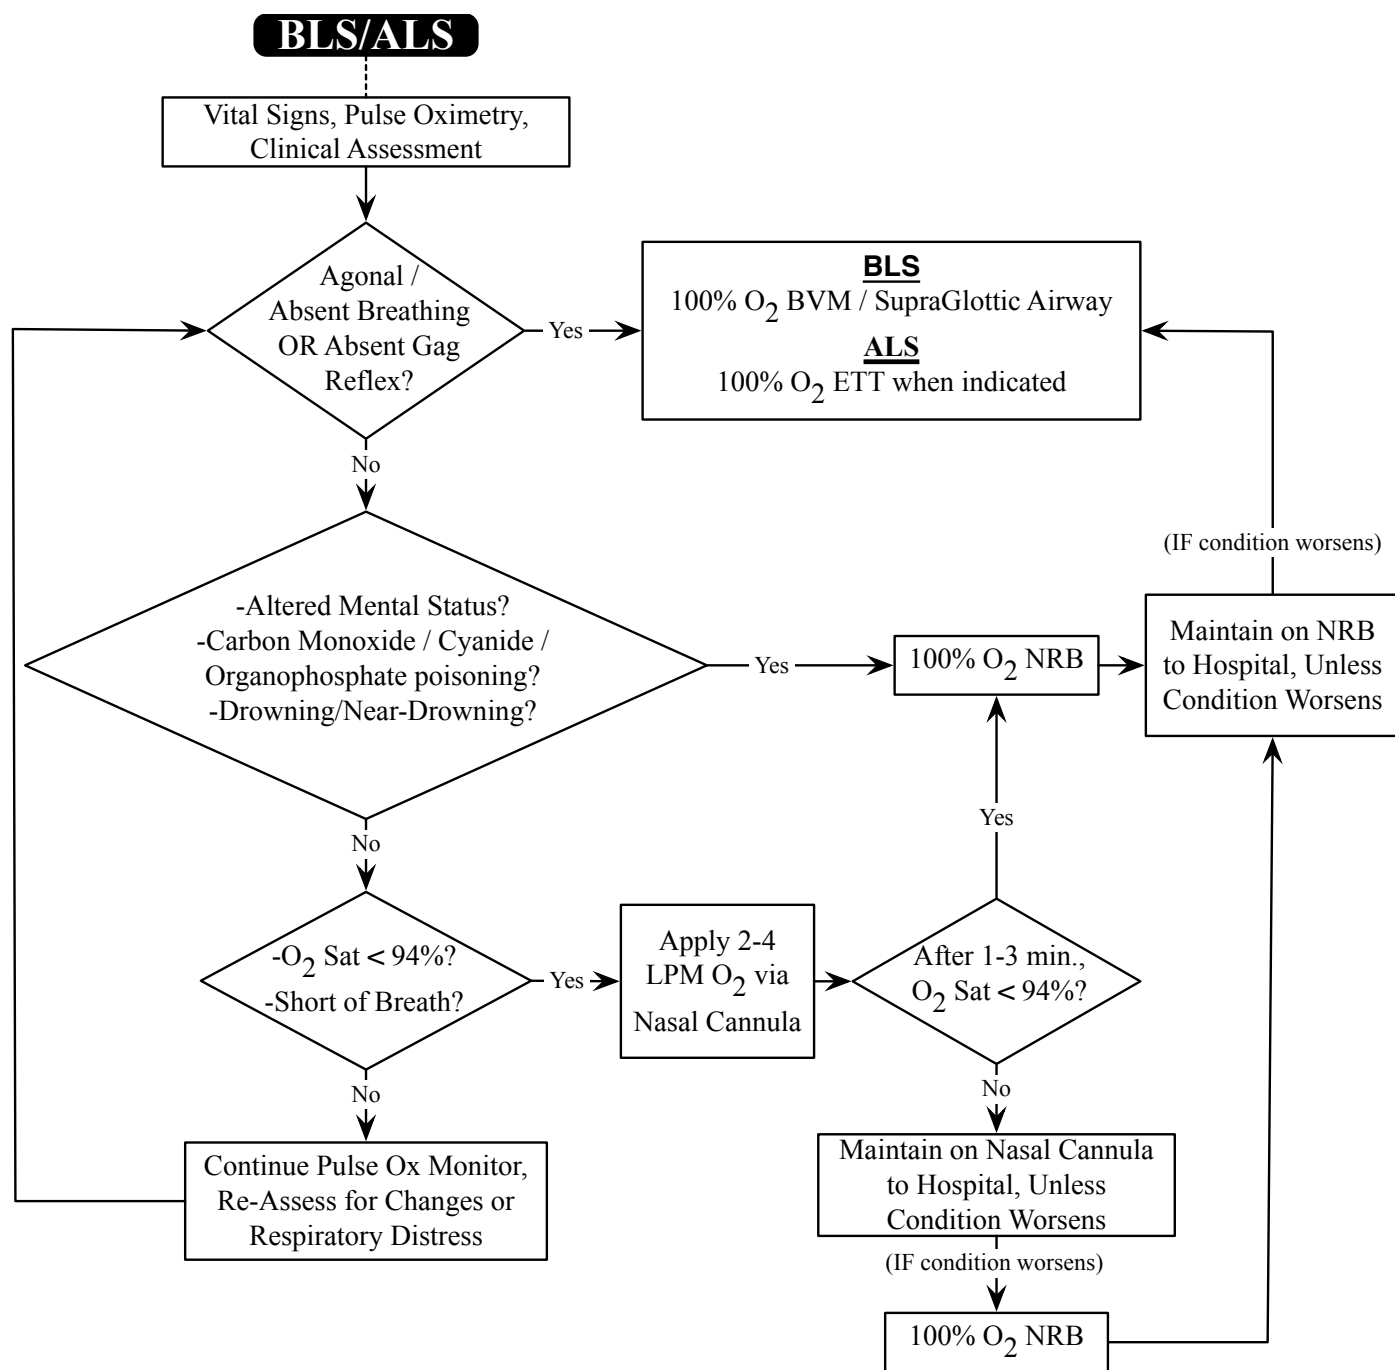 BLS/ALS
Vital Signs, Pulse Oximetry,
Clinical Assessment
Agonal /
Absent Breathing
OR Absent Gag
Reflex?
Yes
BLS
100% O2 BVM / SupraGlottic Airway
ALS
100% O2 ETT when indicated
No
-Altered Mental Status?
-Carbon Monoxide / Cyanide /
Organophosphate poisoning?
-Drowning/Near-Drowning?
Yes
100% O2 NRB
Maintain on NRB
to Hospital, Unless
Condition Worsens
(IF condition worsens)
No
-O2 Sat < 94%?
-Short of Breath?
Yes
Apply 2-4
LPM O2 via
Nasal Cannula
After 1-3 min.,
O2 Sat < 94%?
Yes
No
No
Continue Pulse Ox Monitor,
Re-Assess for Changes or
Respiratory Distress
Maintain on Nasal Cannula
to Hospital, Unless
Condition Worsens
(IF condition worsens)
100% O2 NRB